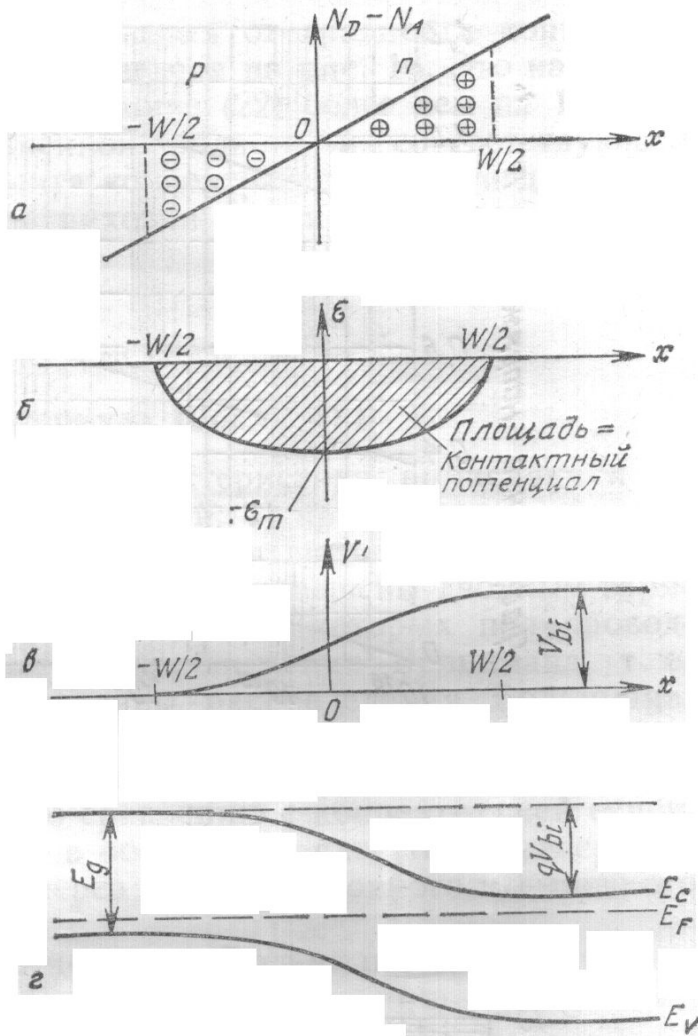 N_D − N_A
p
n
−W/2
0
W/2
x
⊕
⊕ ⊕
⊕ ⊕ ⊕
⊖ ⊖ ⊖
⊖ ⊖
⊖
а
ε
−W/2
W/2
x
б
Площадь =
Контактный
потенциал
−ε_m
V
V_bi
в
−W/2
W/2
0
x
E_g
qV_bi
E_C
E_F
г
E_V